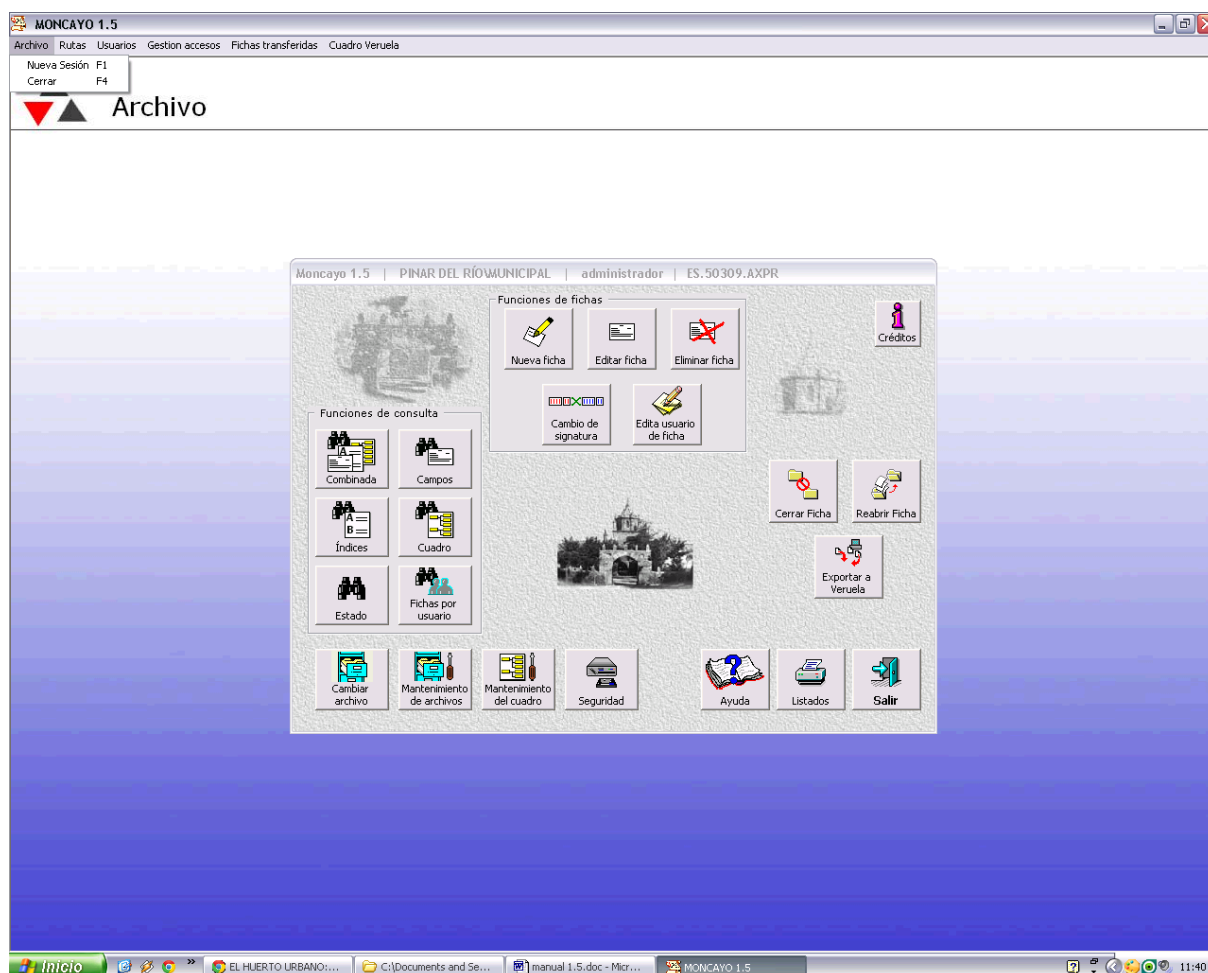 MONCAYO 1.5
Archivo Rutas Usuarios Gestion accesos Fichas transferidas Cuadro Veruela
Nueva Sesión F1
Cerrar F4
Archivo
Moncayo 1.5 | PINAR DEL RÍO\MUNICIPAL | administrador | ES.50309.AXPR
Funciones de fichas
Nueva ficha
Editar ficha
Eliminar ficha
Cambio de
signatura
Edita usuario
de ficha
Créditos
Funciones de consulta
Combinada
Campos
Índices
Cuadro
Estado
Fichas por
usuario
Cerrar Ficha
Reabrir Ficha
Exportar a
Veruela
Cambiar
archivo
Mantenimiento
de archivos
Mantenimiento
del cuadro
Seguridad
Ayuda
Listados
Salir
Inicio
EL HUERTO URBANO:...
C:\Documents and Se...
manual 1.5.doc - Micr...
MONCAYO 1.5
11:40